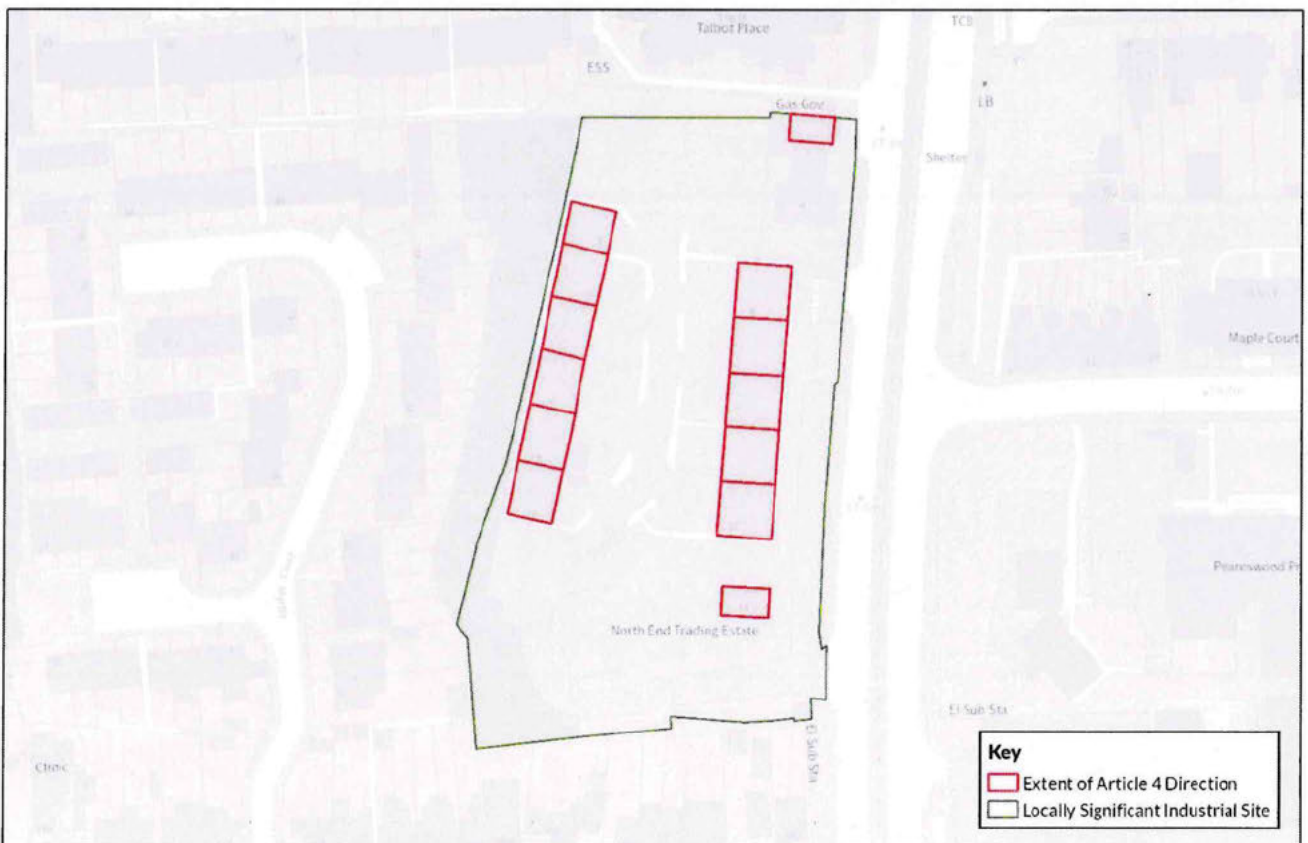 TCB
Talbot Place
ESS
LB
Gas Gov
Shelter
Maple Court
North End Trading Estate
El Sub Sta
El Sub Sta
Clinic
Key
Extent of Article 4 Direction
Locally Significant Industrial Site